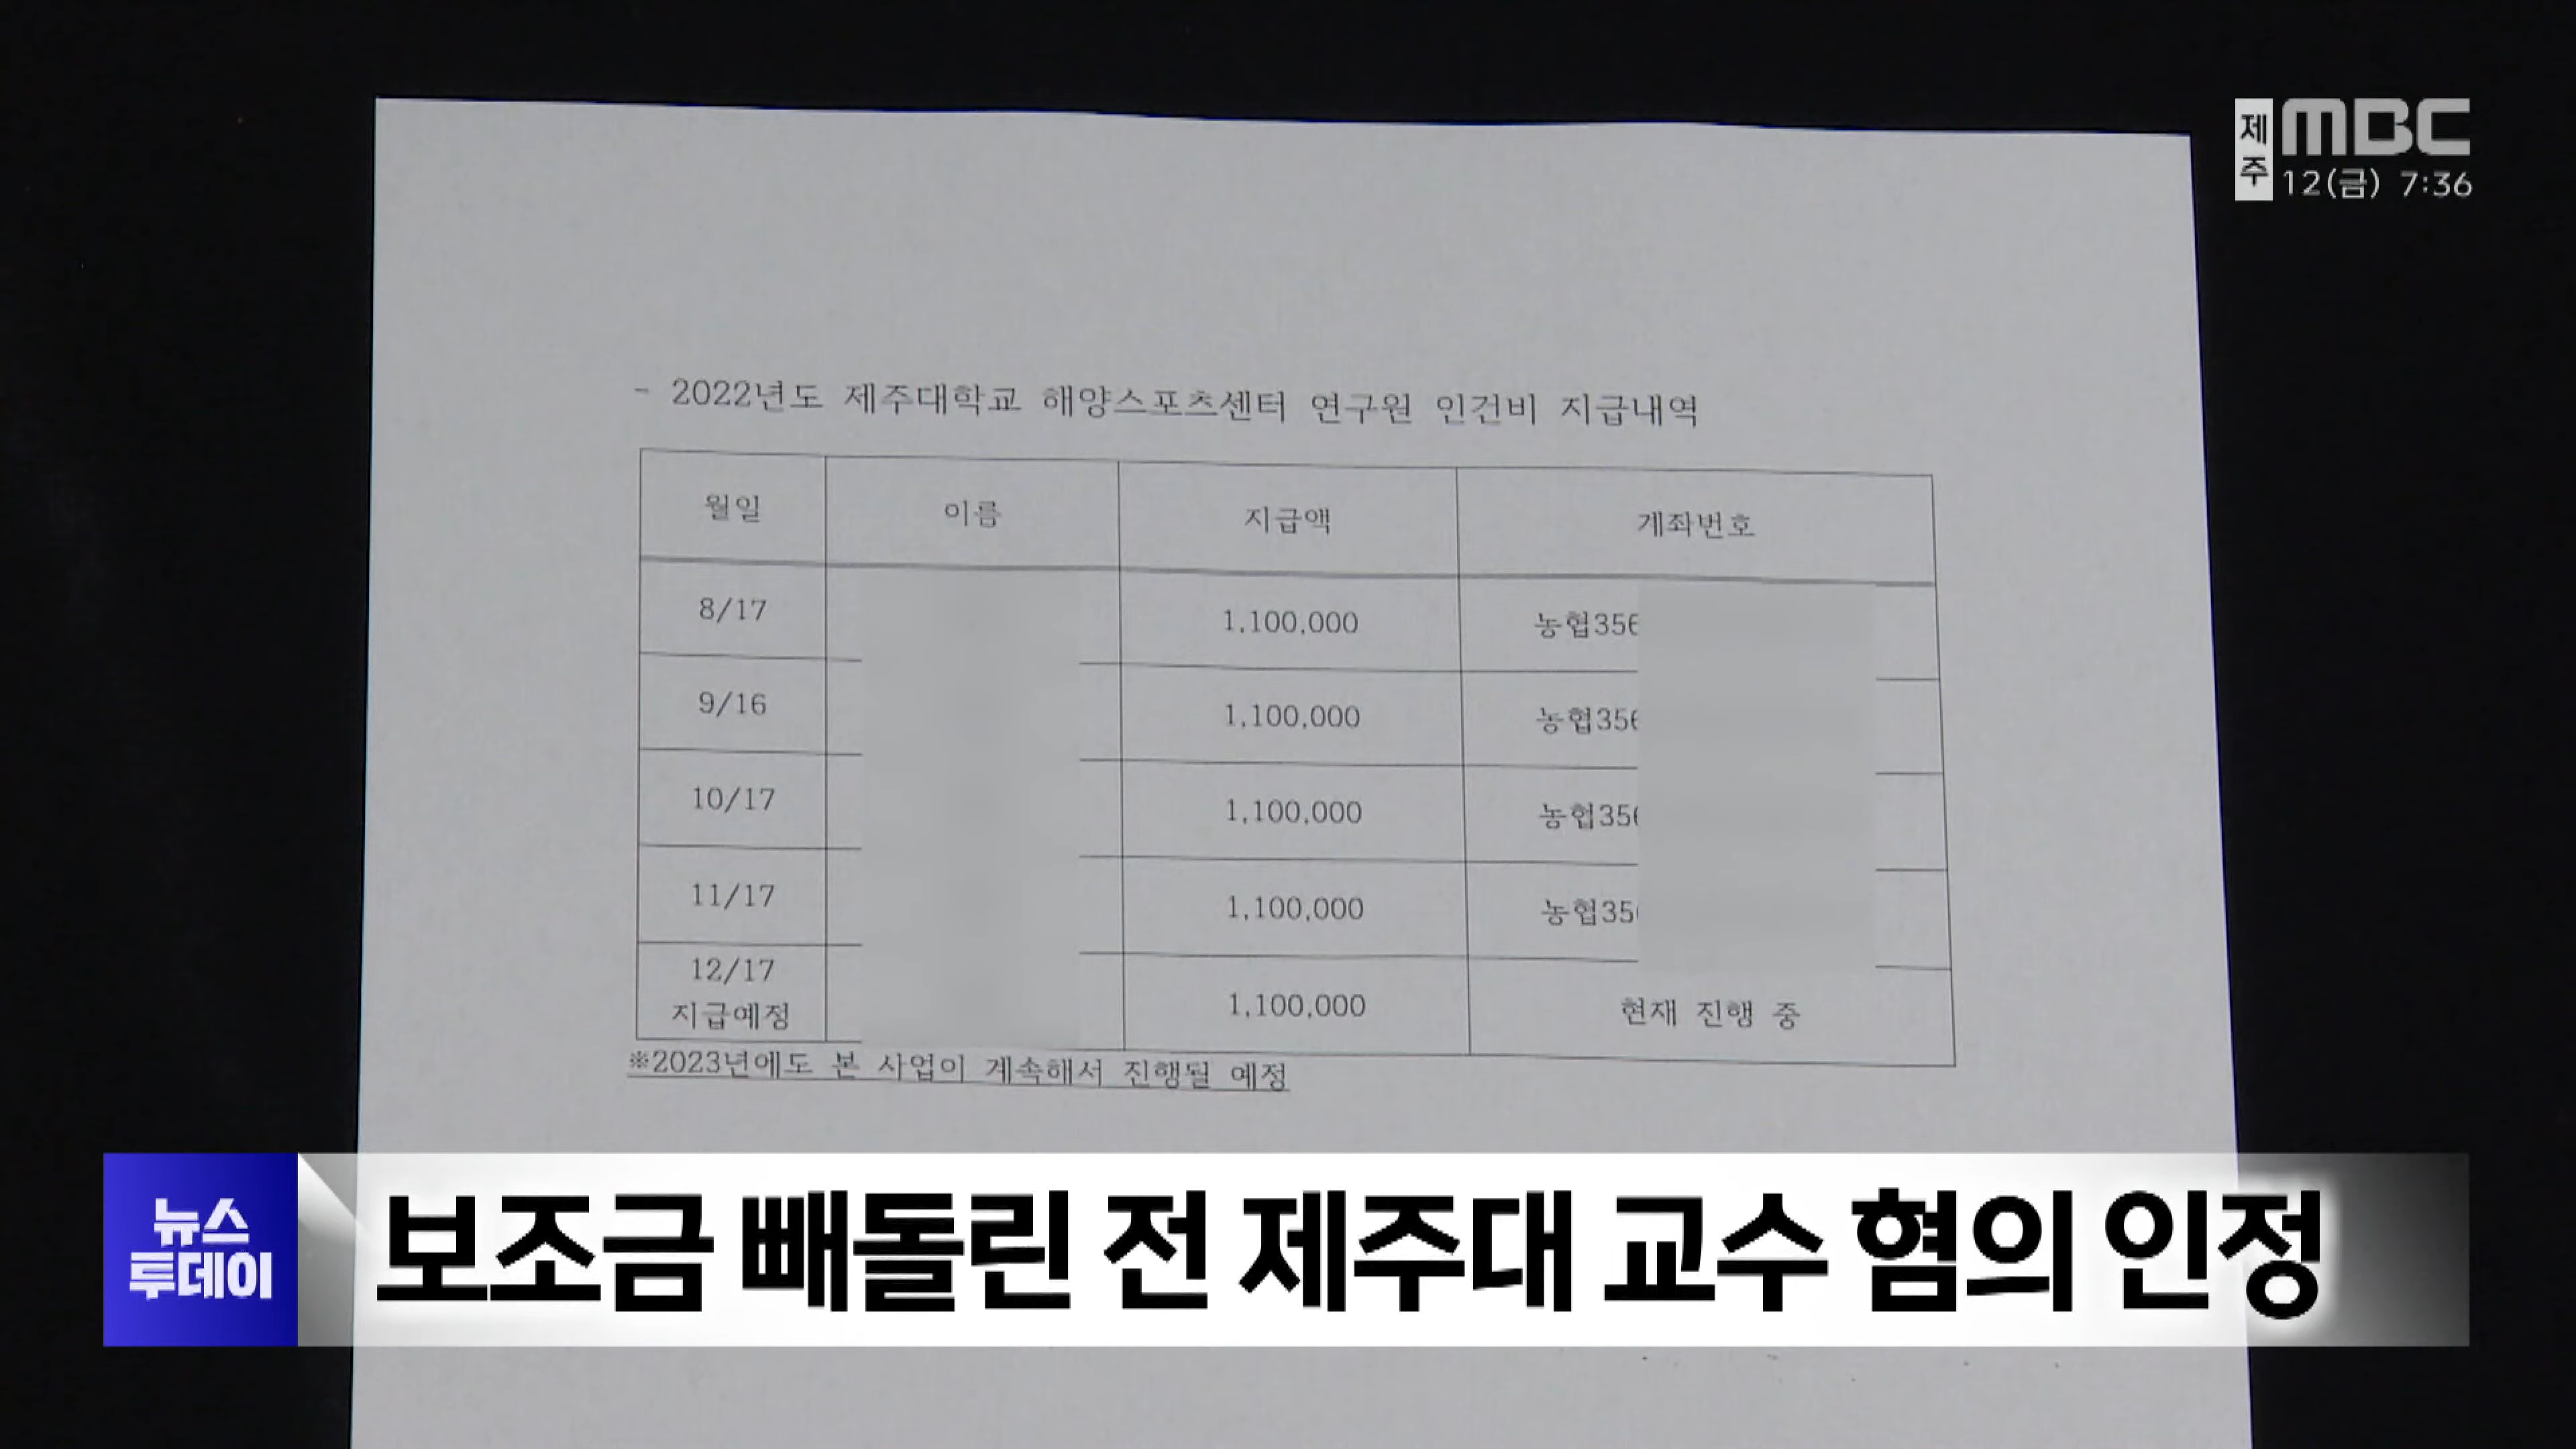 제주 MBC
12(금) 7:36
- 2022년도 제주대학교 해양스포츠센터 연구원 인건비 지급내역
월일 이름 지급액 계좌번호
8/17 1,100,000 농협356
9/16 1,100,000 농협356
10/17 1,100,000 농협356
11/17 1,100,000 농협356
12/17 지급예정 1,100,000 현재 진행 중
※2023년에도 본 사업이 계속해서 진행될 예정
뉴스 투데이
보조금 빼돌린 전 제주대 교수 혐의 인정